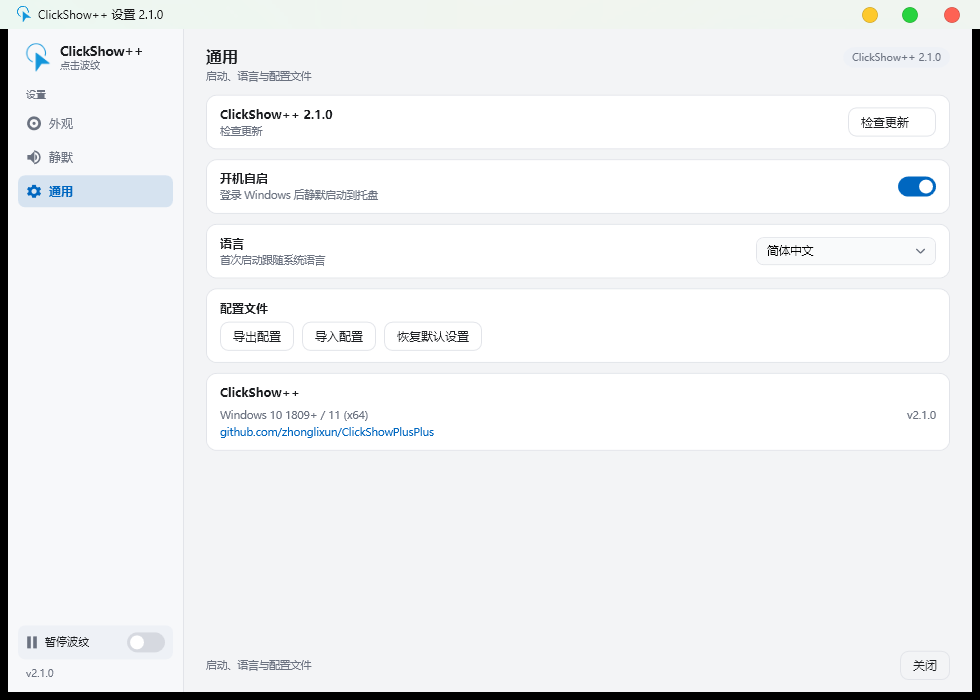 ClickShow++ 设置 2.1.0
ClickShow++
点击波纹
设置
外观
静默
通用
暂停波纹
v2.1.0
通用
启动、语言与配置文件
ClickShow++ 2.1.0
ClickShow++ 2.1.0
检查更新
检查更新
开机自启
登录 Windows 后静默启动到托盘
语言
首次启动跟随系统语言
简体中文
配置文件
导出配置
导入配置
恢复默认设置
ClickShow++
Windows 10 1809+ / 11 (x64)
github.com/zhonglixun/ClickShowPlusPlus
v2.1.0
启动、语言与配置文件
关闭